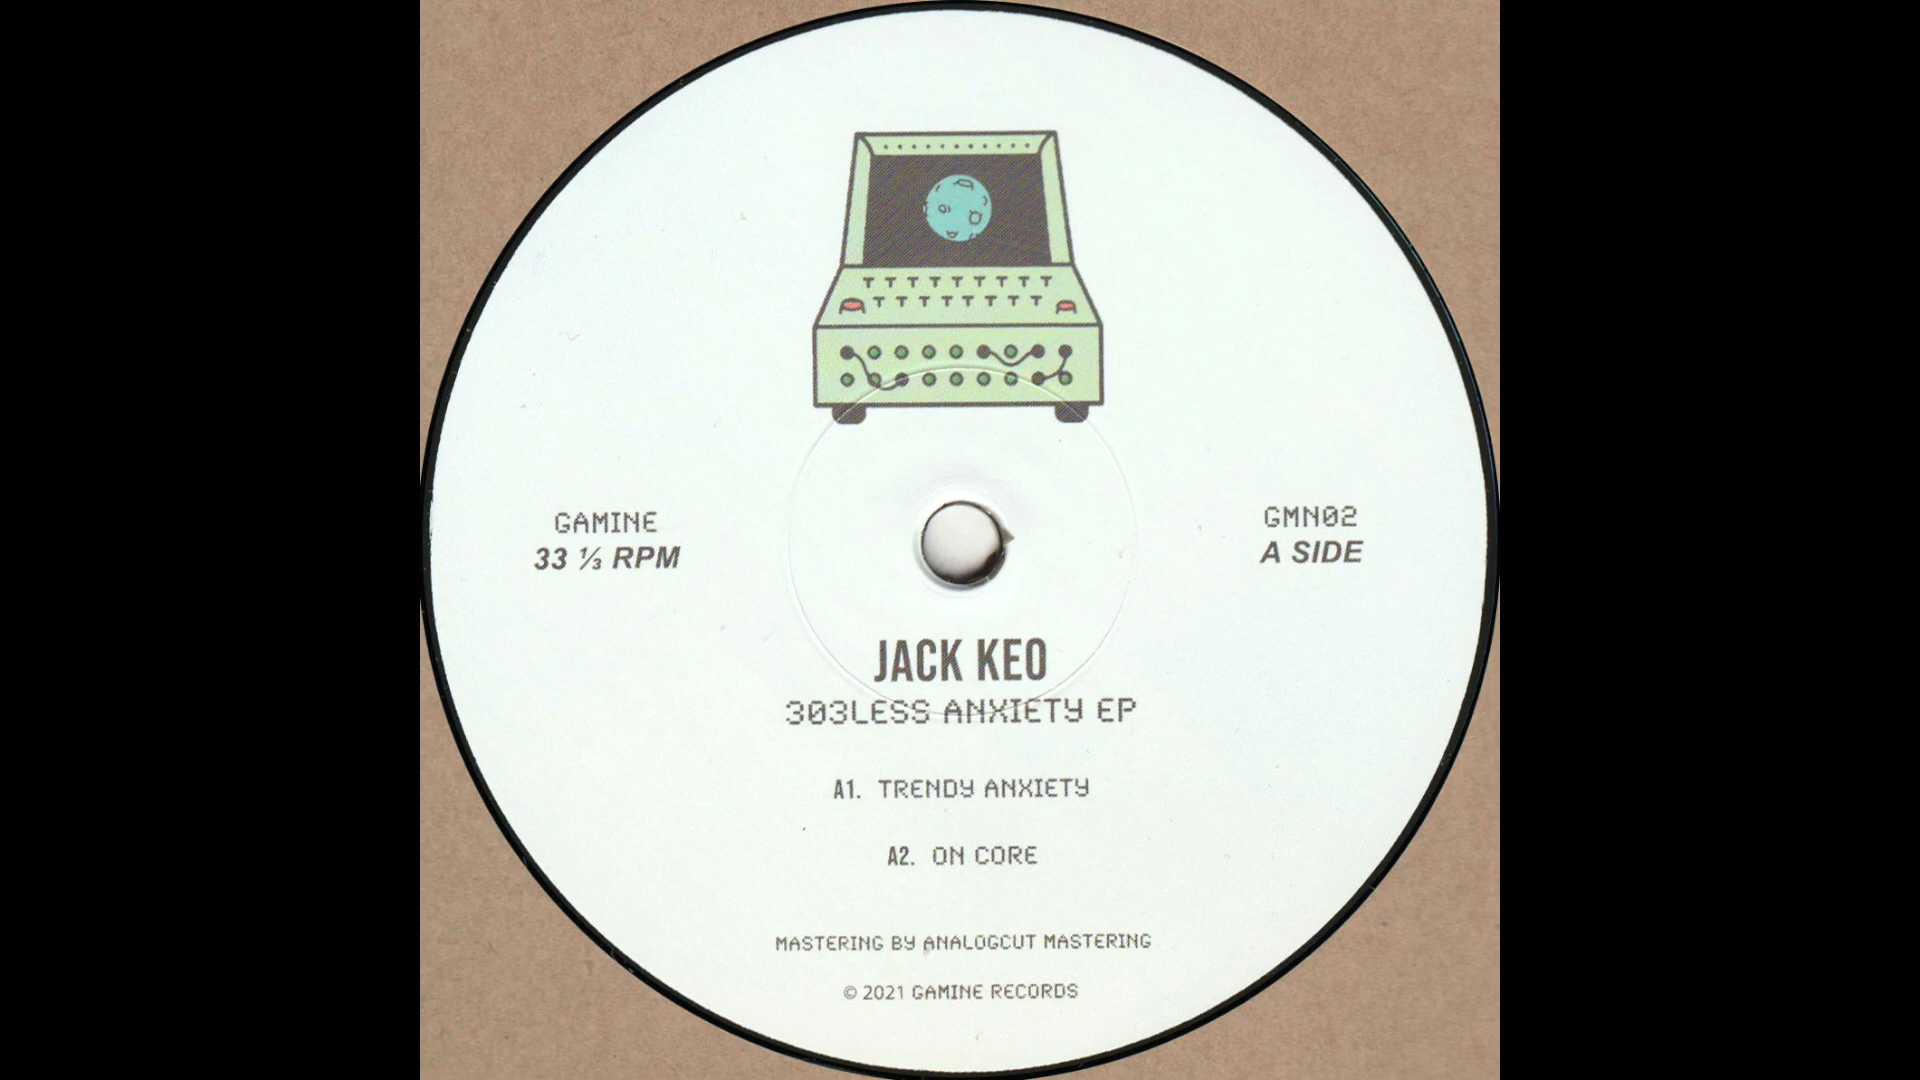 GAMINE
33 ⅓ RPM
GMN02
A SIDE
JACK KEO
303LESS ANXIETY EP
A1. TRENDY ANXIETY
A2. ON CORE
MASTERING BY ANALOGCUT MASTERING
© 2021 GAMINE RECORDS